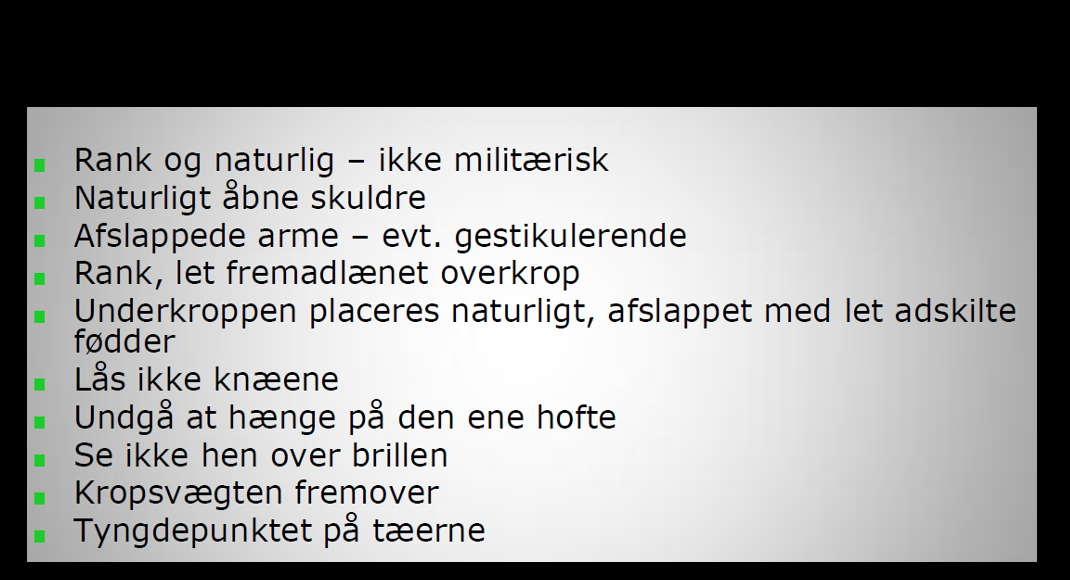 Rank og naturlig – ikke militærisk
Naturligt åbne skuldre
Afslappede arme – evt. gestikulerende
Rank, let fremadlænet overkrop
Underkroppen placeres naturligt, afslappet med let adskilte
fødder
Lås ikke knæene
Undgå at hænge på den ene hofte
Se ikke hen over brillen
Kropsvægten fremover
Tyngdepunktet på tæerne